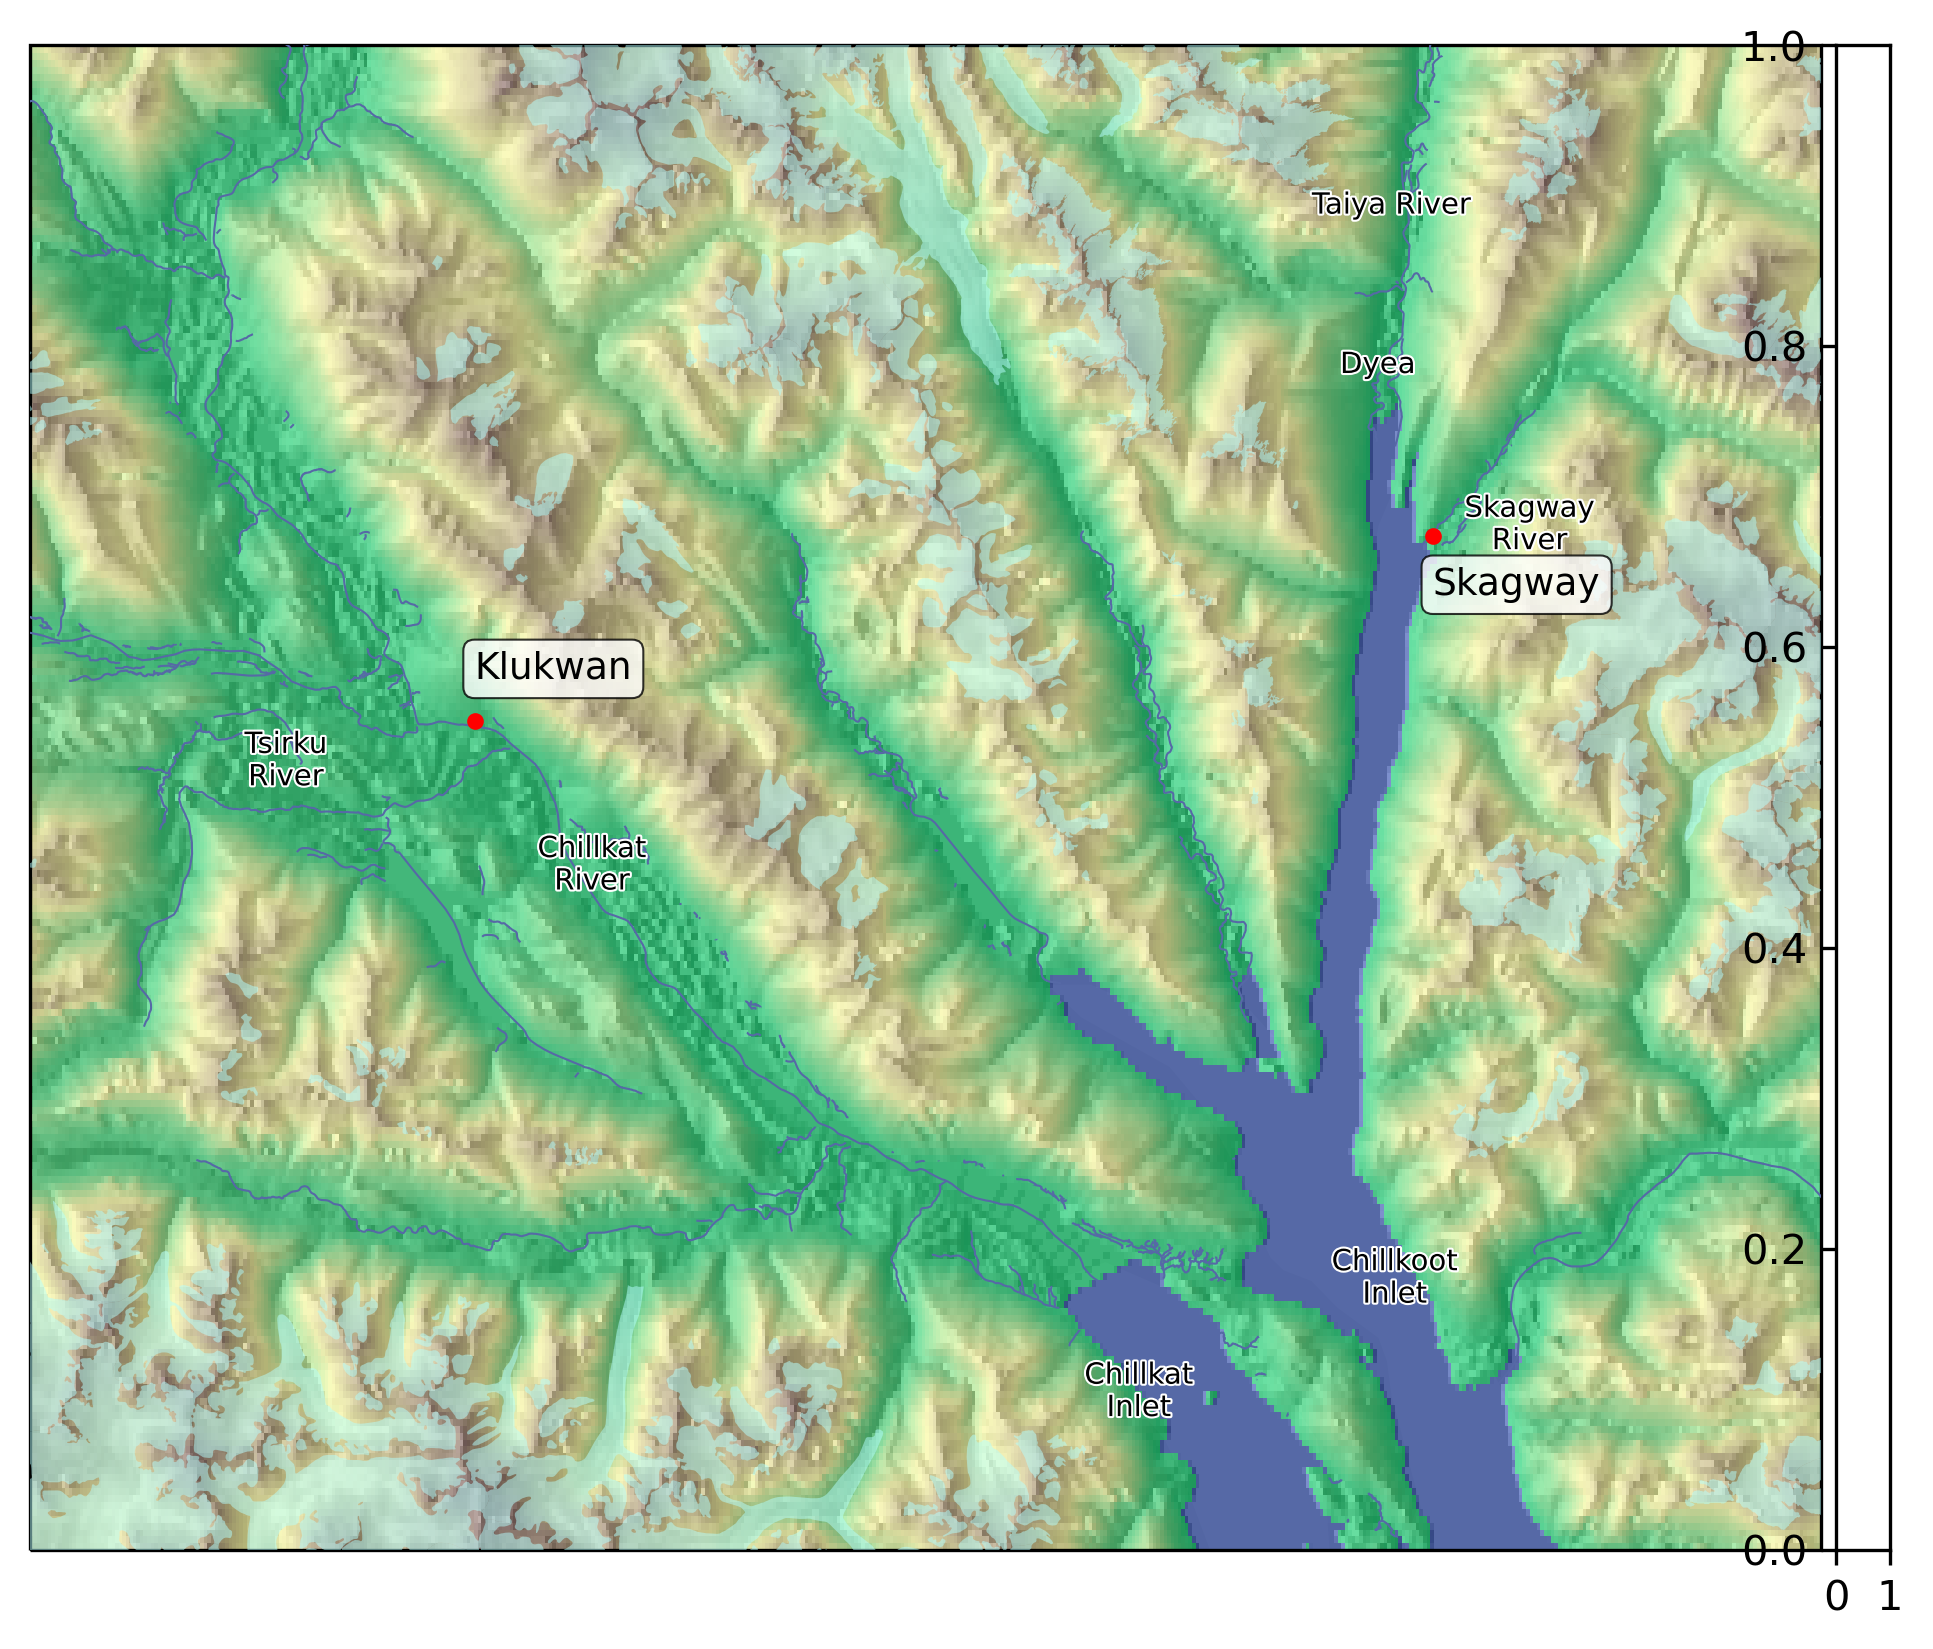 1.0
Taiya River
0.8
Dyea
Skagway
River
Skagway
0.6
Klukwan
Tsirku
River
Chillkat
River
0.4
0.2
Chillkoot
Inlet
Chillkat
Inlet
0.0
0 1